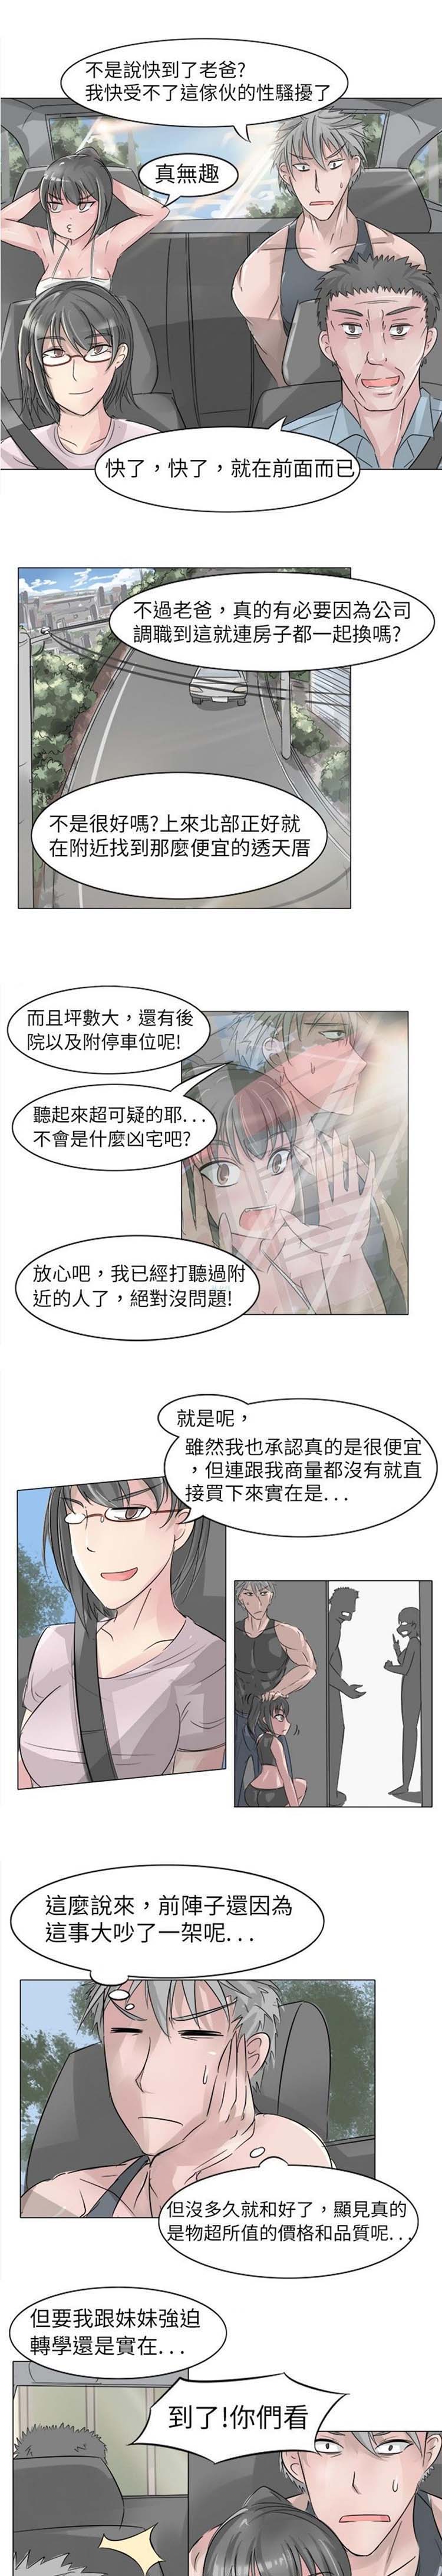 不是說快到了老爸?
我快受不了這傢伙的性騷擾了
真無趣
快了，快了，就在前面而已
不過老爸，真的有必要因為公司
調職到這就連房子都一起換嗎?
不是很好嗎?上來北部正好就
在附近找到那麼便宜的透天厝
而且坪數大，還有後
院以及附停車位呢!
聽起來超可疑的耶...
不會是什麼凶宅吧?
放心吧，我已經打聽過附
近的人了，絕對沒問題!
就是呢，
雖然我也承認真的是很便宜
，但連跟我商量都沒有就直
接買下來實在是...
這麼說來，前陣子還因為
這事大吵了一架呢...
但沒多久就和好了，顯見真的
是物超所值的價格和品質呢...
但要我跟妹妹強迫
轉學還是實在...
到了!你們看